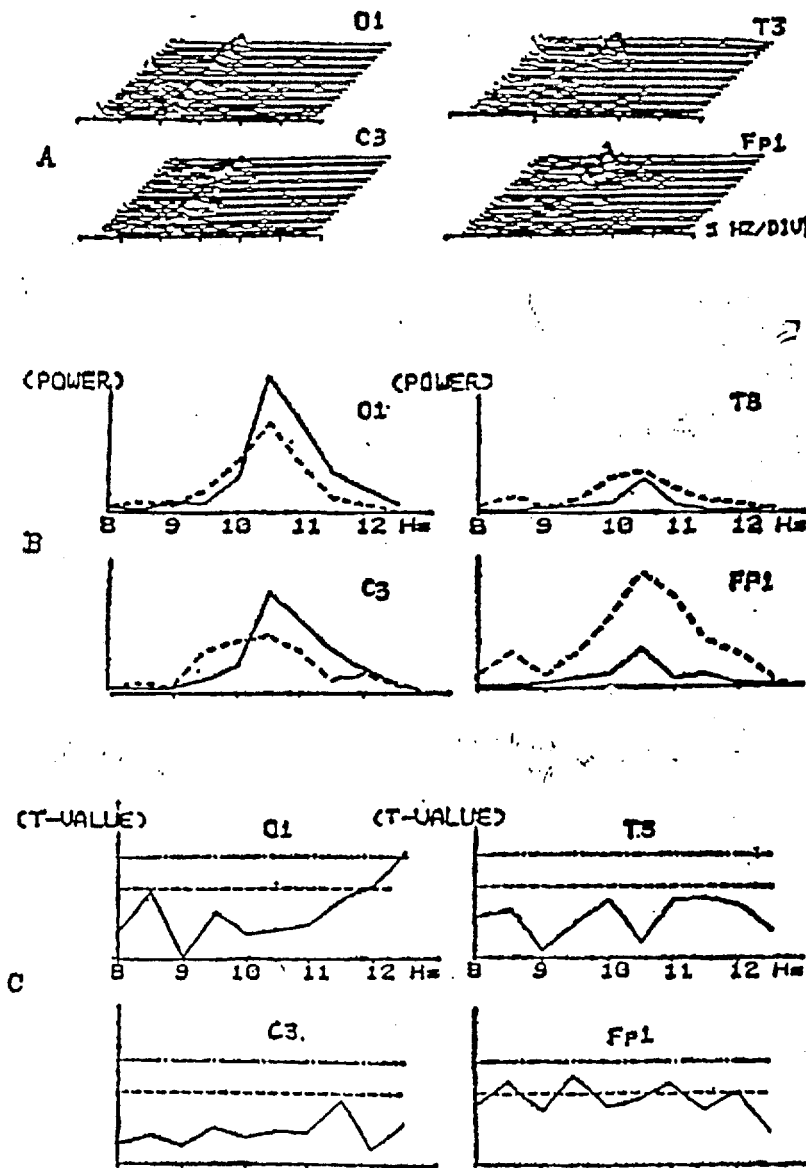 O1 T3
A C3 Fp1
HZ/DIV
(POWER) (POWER)
O1 T3
8 9 10 11 12 Hz 8 9 10 11 12 Hz
B
C3 FP1
(T-VALUE) (T-VALUE)
O1 T3
8 9 10 11 12 Hz 8 9 10 11 12 Hz
C
C3. Fp1